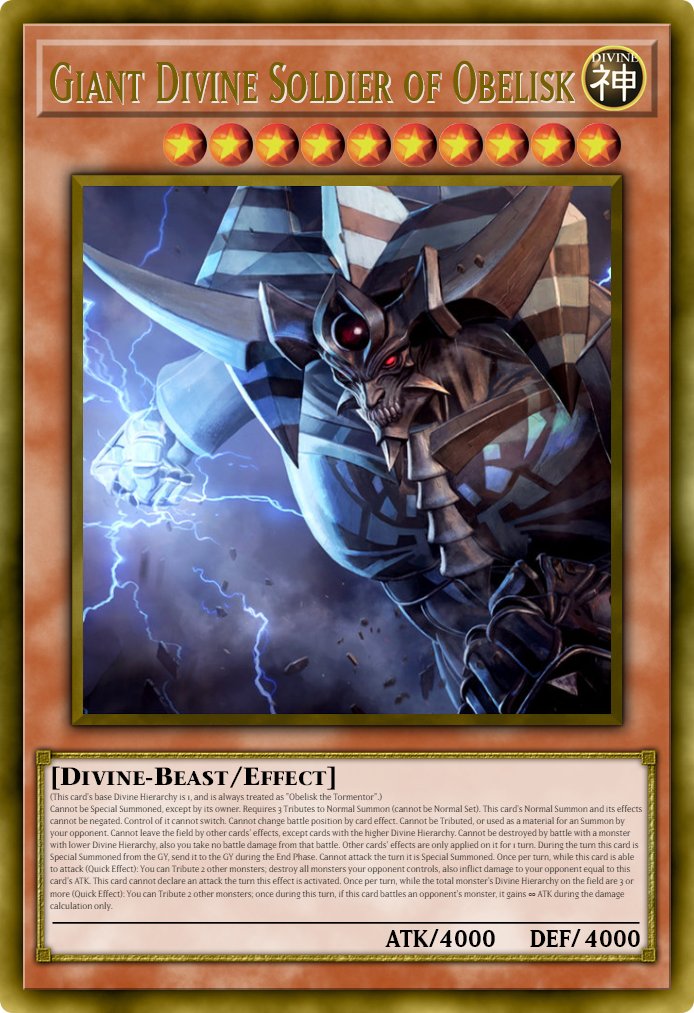 Giant Divine Soldier of Obelisk
DIVINE
神
[Divine-Beast/Effect]
(This card's base Divine Hierarchy is 1, and is always treated as "Obelisk the Tormentor".)
Cannot be Special Summoned, except by its owner. Requires 3 Tributes to Normal Summon (cannot be Normal Set). This card's Normal Summon and its effects
cannot be negated. Control of it cannot switch. Cannot change battle position by card effect. Cannot be Tributed, or used as a material for an Summon by
your opponent. Cannot leave the field by other cards' effects, except cards with the higher Divine Hierarchy. Cannot be destroyed by battle with a monster
with lower Divine Hierarchy, also you take no battle damage from that battle. Other cards' effects are only applied on it for 1 turn. During the turn this card is
Special Summoned from the GY, send it to the GY during the End Phase. Cannot attack the turn it is Special Summoned. Once per turn, while this card is able
to attack (Quick Effect): You can Tribute 2 other monsters; destroy all monsters your opponent controls, also inflict damage to your opponent equal to this
card's ATK. This card cannot declare an attack the turn this effect is activated. Once per turn, while the total monster's Divine Hierarchy on the field are 3 or
more (Quick Effect): You can Tribute 2 other monsters; once during this turn, if this card battles an opponent's monster, it gains ∞ ATK during the damage
calculation only.
ATK/4000 DEF/ 4000